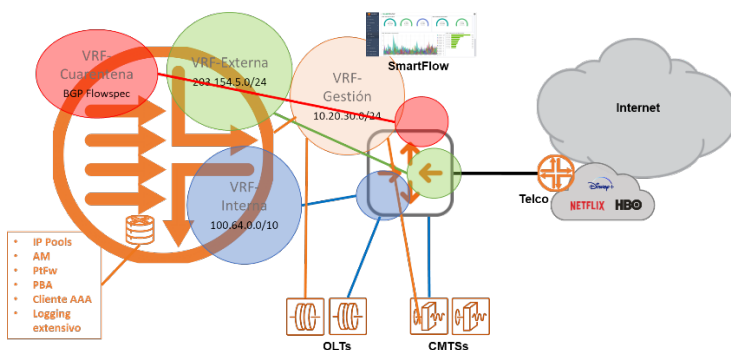 VRF-
Cuarentena
BGP Flowspec
VRF-Externa
203.154.5.0/24
VRF-
Gestión
10.20.30.0/24
SmartFlow
VRF-
Interna
100.64.0.0/10
Internet
Telco
Disney+
NETFLIX
HBO
• IP Pools
• AM
• PtFw
• PBA
• Cliente AAA
• Logging
extensivo
OLTs
CMTSs